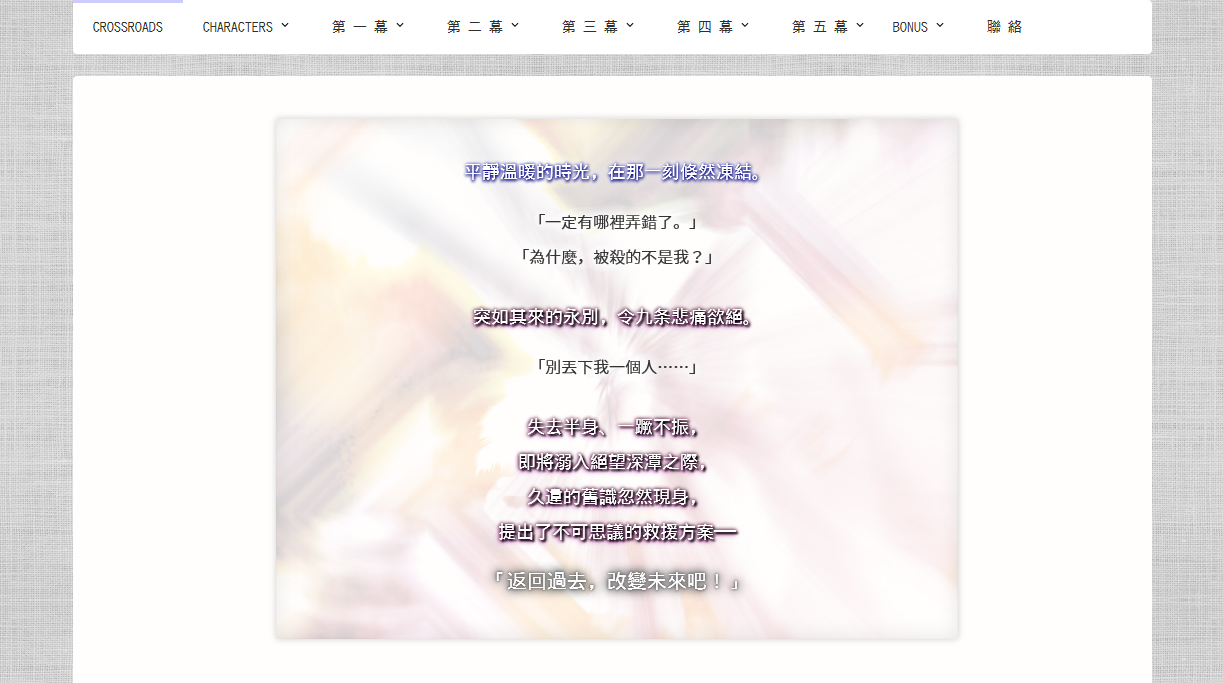 CROSSROADS CHARACTERS 第一幕 第二幕 第三幕 第四幕 第五幕 BONUS 聯絡
平靜溫暖的時光，在那一刻倏然凍結。
「一定有哪裡弄錯了。」
「為什麼，被殺的不是我？」
突如其來的永別，令九条悲痛欲絕。
「別丟下我一個人……」
失去半身、一蹶不振，
即將溺入絕望深潭之際，
久違的舊識忽然現身，
提出了不可思議的救援方案──
「返回過去，改變未來吧！」